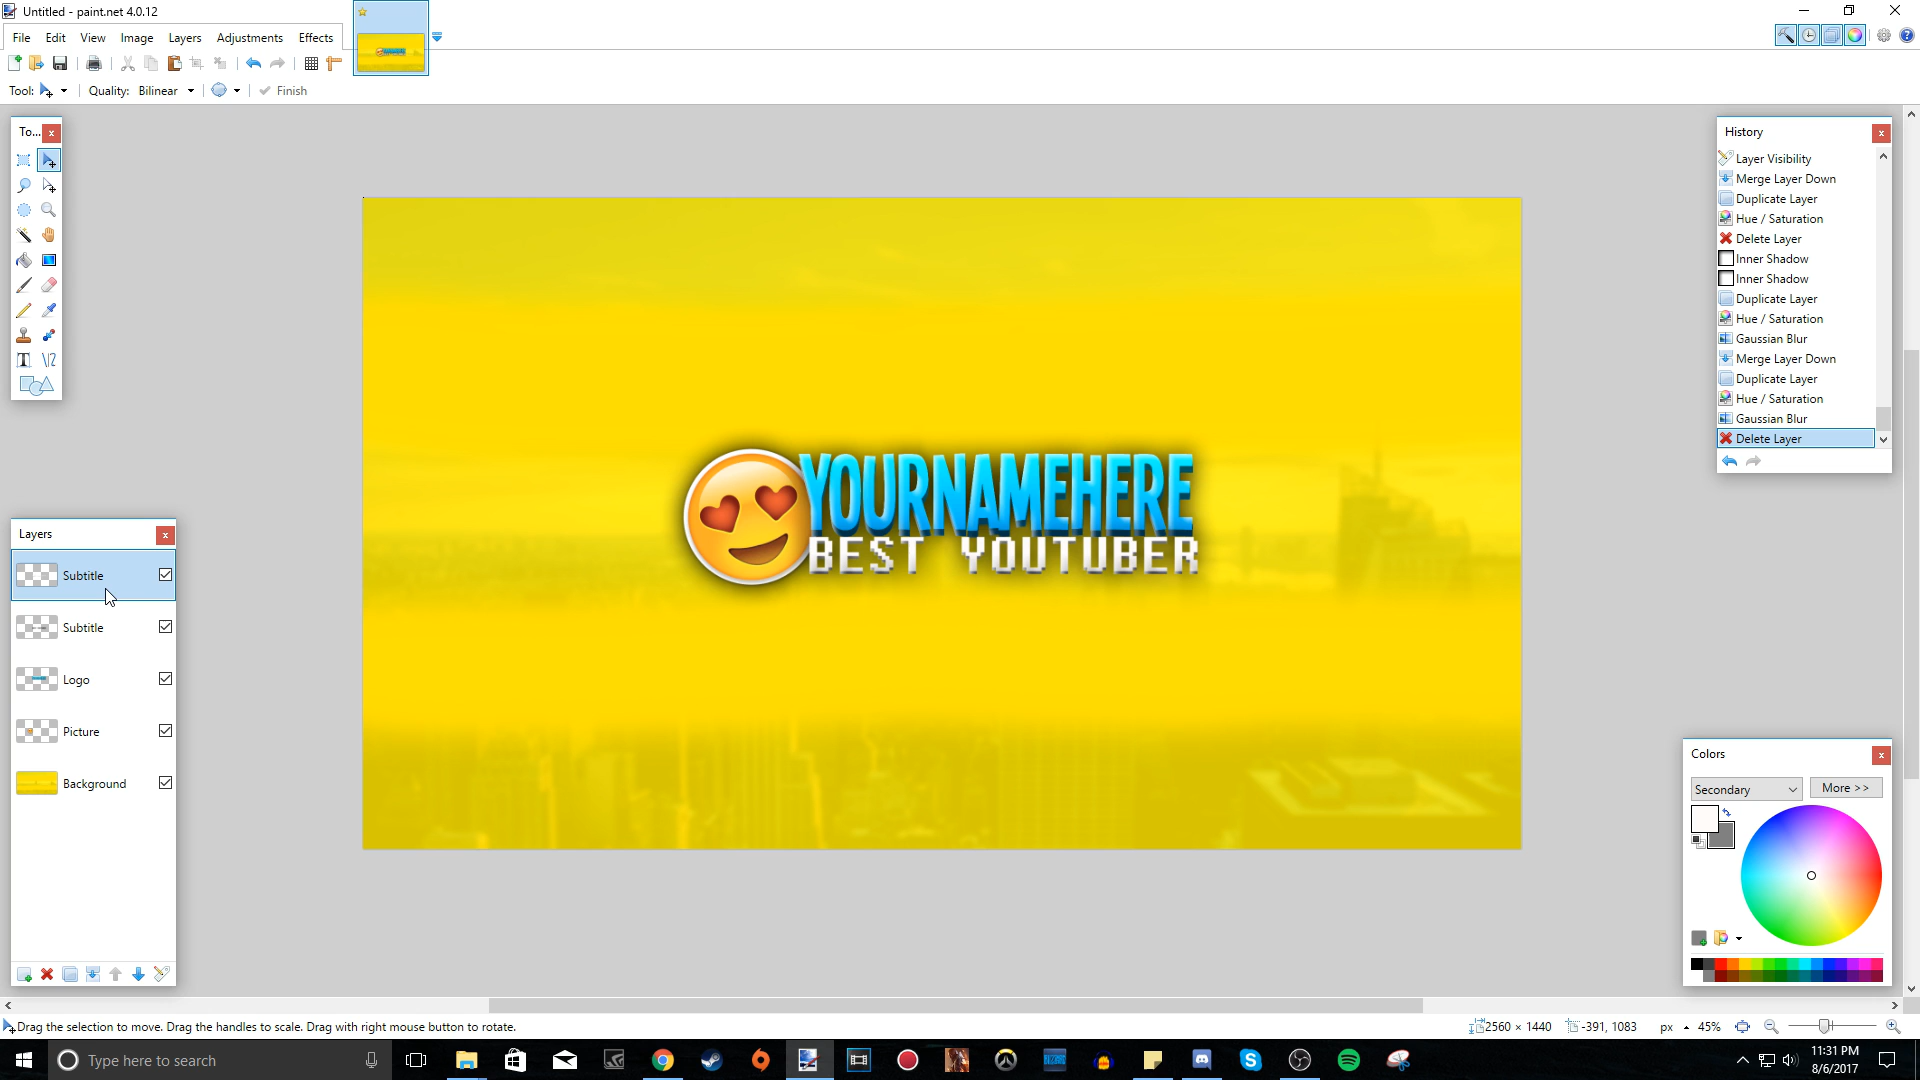 Untitled - paint.net 4.0.12
File Edit View Image Layers Adjustments Effects
Tool: Quality: Bilinear Finish
To...
History
Layer Visibility
Merge Layer Down
Duplicate Layer
Hue / Saturation
Delete Layer
Inner Shadow
Inner Shadow
Duplicate Layer
Hue / Saturation
Gaussian Blur
Merge Layer Down
Duplicate Layer
Hue / Saturation
Gaussian Blur
Delete Layer
YOURNAMEHERE
BEST YOUTUBER
Layers
Subtitle
Subtitle
Logo
Picture
Background
Colors
Secondary More >>
Drag the selection to move. Drag the handles to scale. Drag with right mouse button to rotate.
2560 × 1440 -391, 1083 px 45%
Type here to search
11:31 PM
8/6/2017